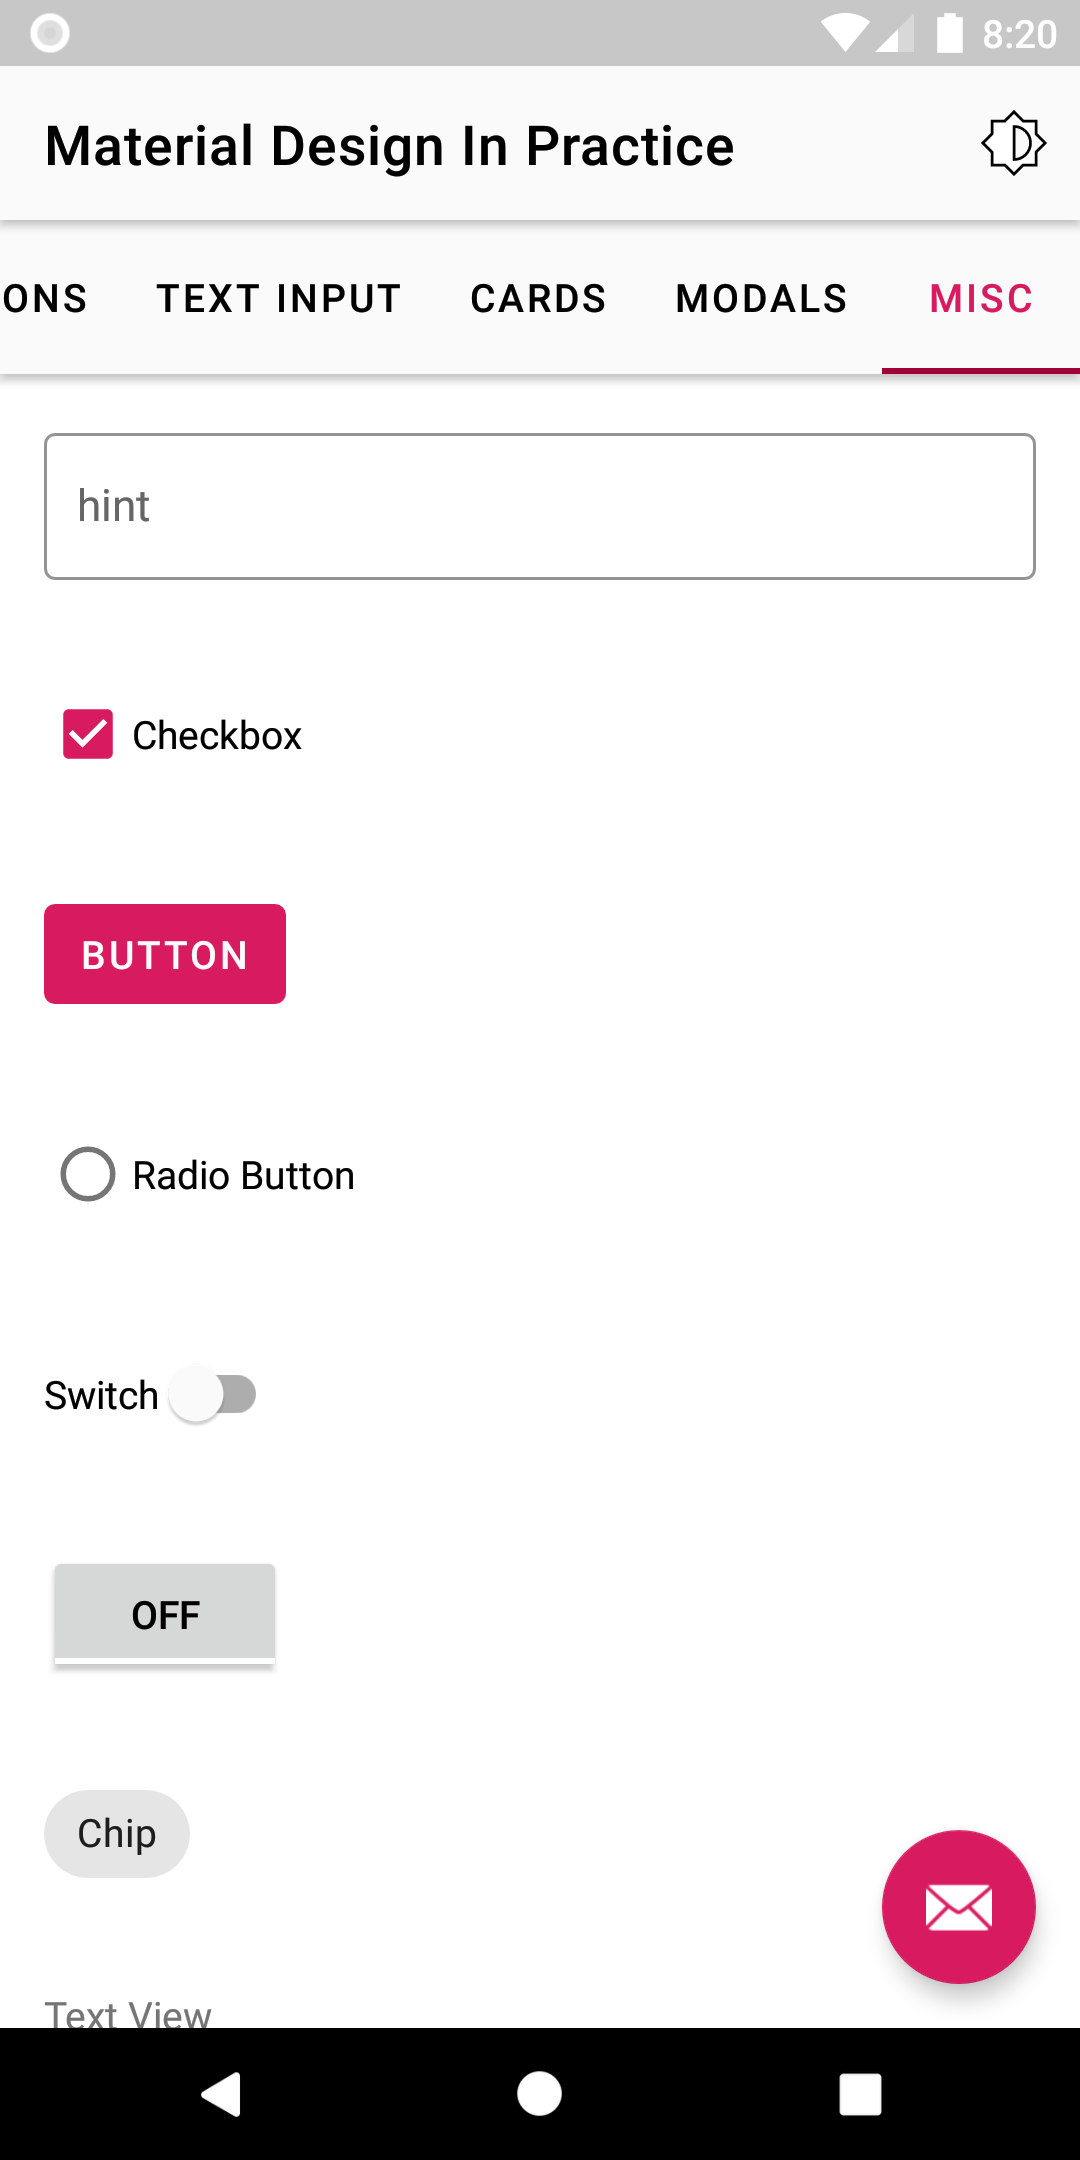 8:20
Material Design In Practice
ONS TEXT INPUT CARDS MODALS MISC
hint
Checkbox
BUTTON
Radio Button
Switch
OFF
Chip
Text View